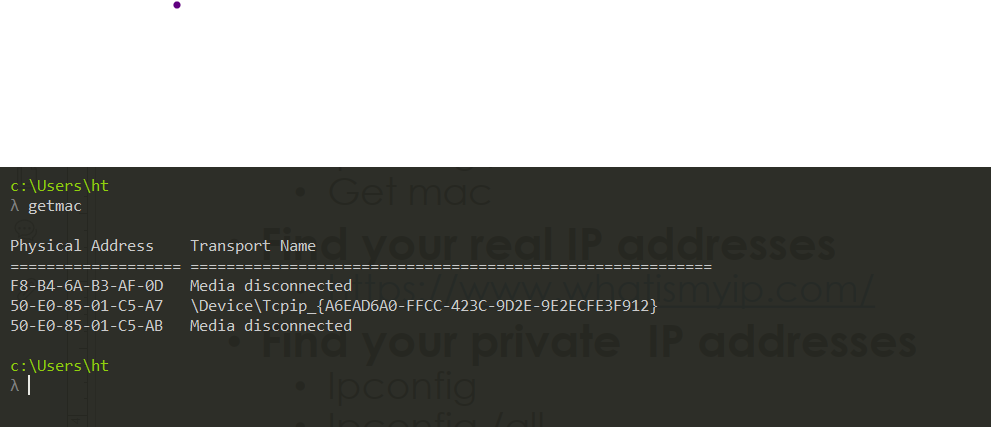 c:\Users\ht
• Get mac
λ getmac
Find your real IP addresses
Physical Address    Transport Name
=================== ==========================================================
F8-B4-6A-B3-AF-0D   Media disconnected
https://www.whatismyip.com/
50-E0-85-01-C5-A7   \Device\Tcpip_{A6EAD6A0-FFCC-423C-9D2E-9E2ECFE3F912}
50-E0-85-01-C5-AB   Media disconnected
• Find your private IP addresses
c:\Users\ht
λ
• Ipconfig
Ipconfig /all